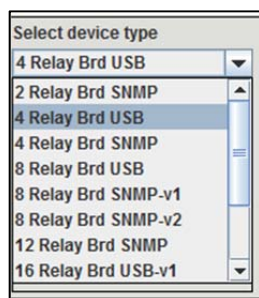 Select device type
4 Relay Brd USB
2 Relay Brd SNMP
4 Relay Brd USB
4 Relay Brd SNMP
8 Relay Brd USB
8 Relay Brd SNMP-v1
8 Relay Brd SNMP-v2
12 Relay Brd SNMP
16 Relay Brd USB-v1